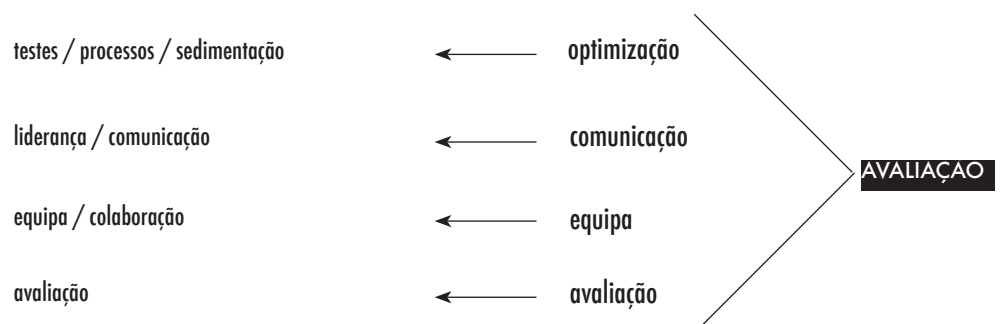 testes / processos / sedimentação
optimização
liderança / comunicação
comunicação
AVALIAÇAO
equipa / colaboração
equipa
avaliação
avaliação